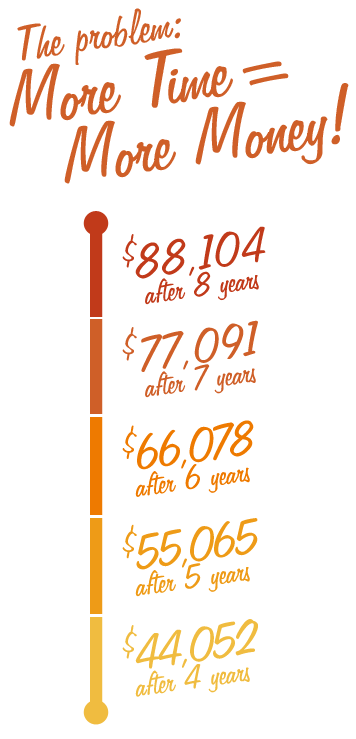 The problem:
More Time =
More Money!
$88,104
after 8 years
$77,091
after 7 years
$66,078
after 6 years
$55,065
after 5 years
$44,052
after 4 years